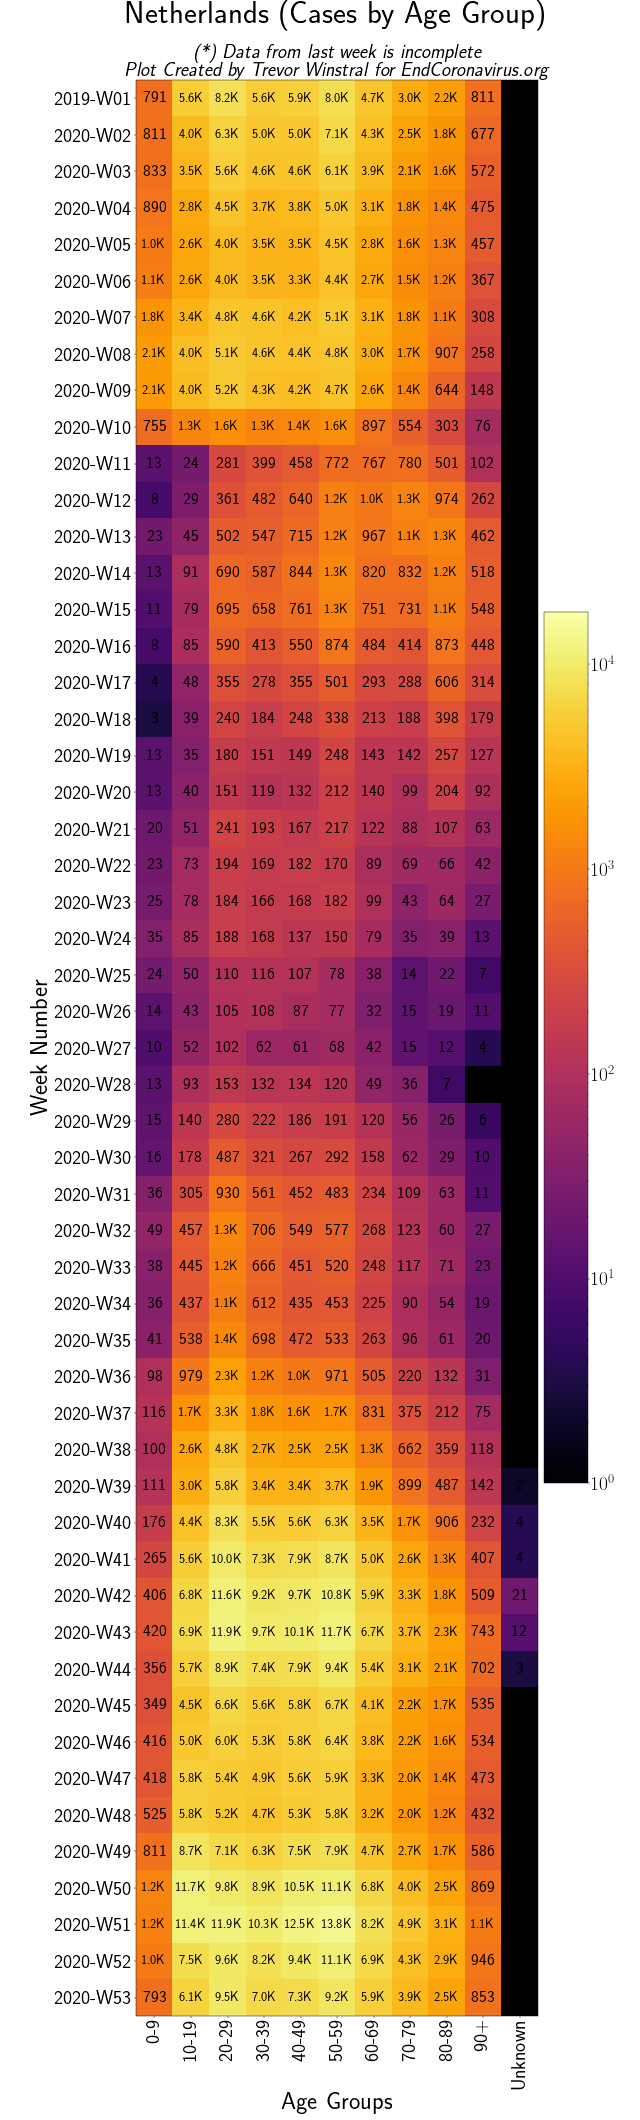 Netherlands (Cases by Age Group)
(*) Data from last week is incomplete
Plot Created by Trevor Winstral for EndCoronavirus.org
2019-W01 791 5.6K 8.2K 5.6K 5.9K 8.0K 4.7K 3.0K 2.2K 811
2020-W02 811 4.0K 6.3K 5.0K 5.0K 7.1K 4.3K 2.5K 1.8K 677
2020-W03 833 3.5K 5.6K 4.6K 4.6K 6.1K 3.9K 2.1K 1.6K 572
2020-W04 890 2.8K 4.5K 3.7K 3.8K 5.0K 3.1K 1.8K 1.4K 475
2020-W05 1.0K 2.6K 4.0K 3.5K 3.5K 4.5K 2.8K 1.6K 1.3K 457
2020-W06 1.1K 2.6K 4.0K 3.5K 3.3K 4.4K 2.7K 1.5K 1.2K 367
2020-W07 1.8K 3.4K 4.8K 4.6K 4.2K 5.1K 3.1K 1.8K 1.1K 308
2020-W08 2.1K 4.0K 5.1K 4.6K 4.4K 4.8K 3.0K 1.7K 907 258
2020-W09 2.1K 4.0K 5.2K 4.3K 4.2K 4.7K 2.6K 1.4K 644 148
2020-W10 755 1.3K 1.6K 1.3K 1.4K 1.6K 897 554 303 76
2020-W11 13 24 281 399 458 772 767 780 501 102
2020-W12 8 29 361 482 640 1.2K 1.0K 1.3K 974 262
2020-W13 23 45 502 547 715 1.2K 967 1.1K 1.3K 462
2020-W14 13 91 690 587 844 1.3K 820 832 1.2K 518
2020-W15 11 79 695 658 761 1.3K 751 731 1.1K 548
2020-W16 8 85 590 413 550 874 484 414 873 448
2020-W17 4 48 355 278 355 501 293 288 606 314
2020-W18 3 39 240 184 248 338 213 188 398 179
2020-W19 13 35 180 151 149 248 143 142 257 127
2020-W20 13 40 151 119 132 212 140 99 204 92
2020-W21 20 51 241 193 167 217 122 88 107 63
2020-W22 23 73 194 169 182 170 89 69 66 42
2020-W23 25 78 184 166 168 182 99 43 64 27
2020-W24 35 85 188 168 137 150 79 35 39 13
2020-W25 24 50 110 116 107 78 38 14 22 7
2020-W26 14 43 105 108 87 77 32 15 19 11
2020-W27 10 52 102 62 61 68 42 15 12 4
2020-W28 13 93 153 132 134 120 49 36 7
2020-W29 15 140 280 222 186 191 120 56 26 6
2020-W30 16 178 487 321 267 292 158 62 29 10
2020-W31 36 305 930 561 452 483 234 109 63 11
2020-W32 49 457 1.3K 706 549 577 268 123 60 27
2020-W33 38 445 1.2K 666 451 520 248 117 71 23
2020-W34 36 437 1.1K 612 435 453 225 90 54 19
2020-W35 41 538 1.4K 698 472 533 263 96 61 20
2020-W36 98 979 2.3K 1.2K 1.0K 971 505 220 132 31
2020-W37 116 1.7K 3.3K 1.8K 1.6K 1.7K 831 375 212 75
2020-W38 100 2.6K 4.8K 2.7K 2.5K 2.5K 1.3K 662 359 118
2020-W39 111 3.0K 5.8K 3.4K 3.4K 3.7K 1.9K 899 487 142 2
2020-W40 176 4.4K 8.3K 5.5K 5.6K 6.3K 3.5K 1.7K 906 232 4
2020-W41 265 5.6K 10.0K 7.3K 7.9K 8.7K 5.0K 2.6K 1.3K 407 4
2020-W42 406 6.8K 11.6K 9.2K 9.7K 10.8K 5.9K 3.3K 1.8K 509 21
2020-W43 420 6.9K 11.9K 9.7K 10.1K 11.7K 6.7K 3.7K 2.3K 743 12
2020-W44 356 5.7K 8.9K 7.4K 7.9K 9.4K 5.4K 3.1K 2.1K 702 3
2020-W45 349 4.5K 6.6K 5.6K 5.8K 6.7K 4.1K 2.2K 1.7K 535
2020-W46 416 5.0K 6.0K 5.3K 5.8K 6.4K 3.8K 2.2K 1.6K 534
2020-W47 418 5.8K 5.4K 4.9K 5.6K 5.9K 3.3K 2.0K 1.4K 473
2020-W48 525 5.8K 5.2K 4.7K 5.3K 5.8K 3.2K 2.0K 1.2K 432
2020-W49 811 8.7K 7.1K 6.3K 7.5K 7.9K 4.7K 2.7K 1.7K 586
2020-W50 1.2K 11.7K 9.8K 8.9K 10.5K 11.1K 6.8K 4.0K 2.5K 869
2020-W51 1.2K 11.4K 11.9K 10.3K 12.5K 13.8K 8.2K 4.9K 3.1K 1.1K
2020-W52 1.0K 7.5K 9.6K 8.2K 9.4K 11.1K 6.9K 4.3K 2.9K 946
2020-W53 793 6.1K 9.5K 7.0K 7.3K 9.2K 5.9K 3.9K 2.5K 853
0-9 10-19 20-29 30-39 40-49 50-59 60-69 70-79 80-89 90+ Unknown
Age Groups
Week Number
10⁴
10³
10²
10¹
10⁰